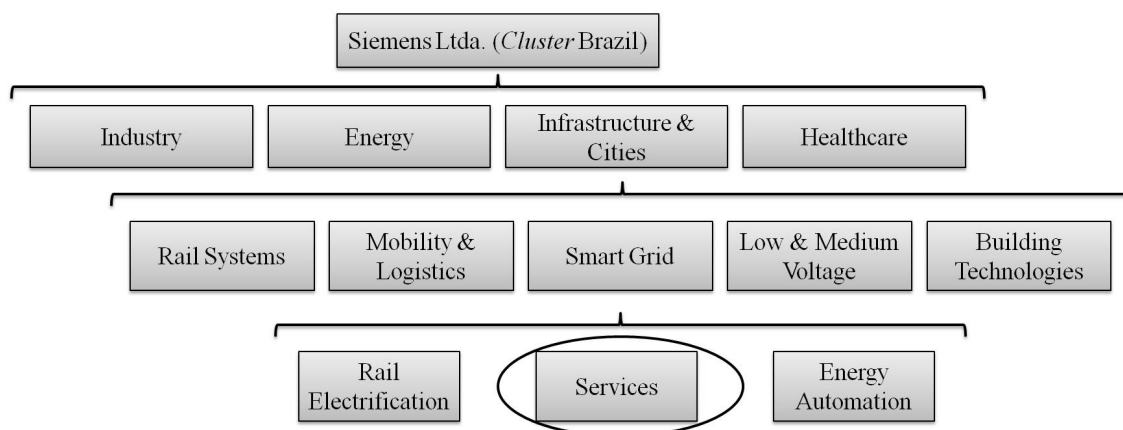 Siemens Ltda. (Cluster Brazil)
Industry
Energy
Infrastructure &
Cities
Healthcare
Rail Systems
Mobility &
Logistics
Smart Grid
Low & Medium
Voltage
Building
Technologies
Rail
Electrification
Services
Energy
Automation